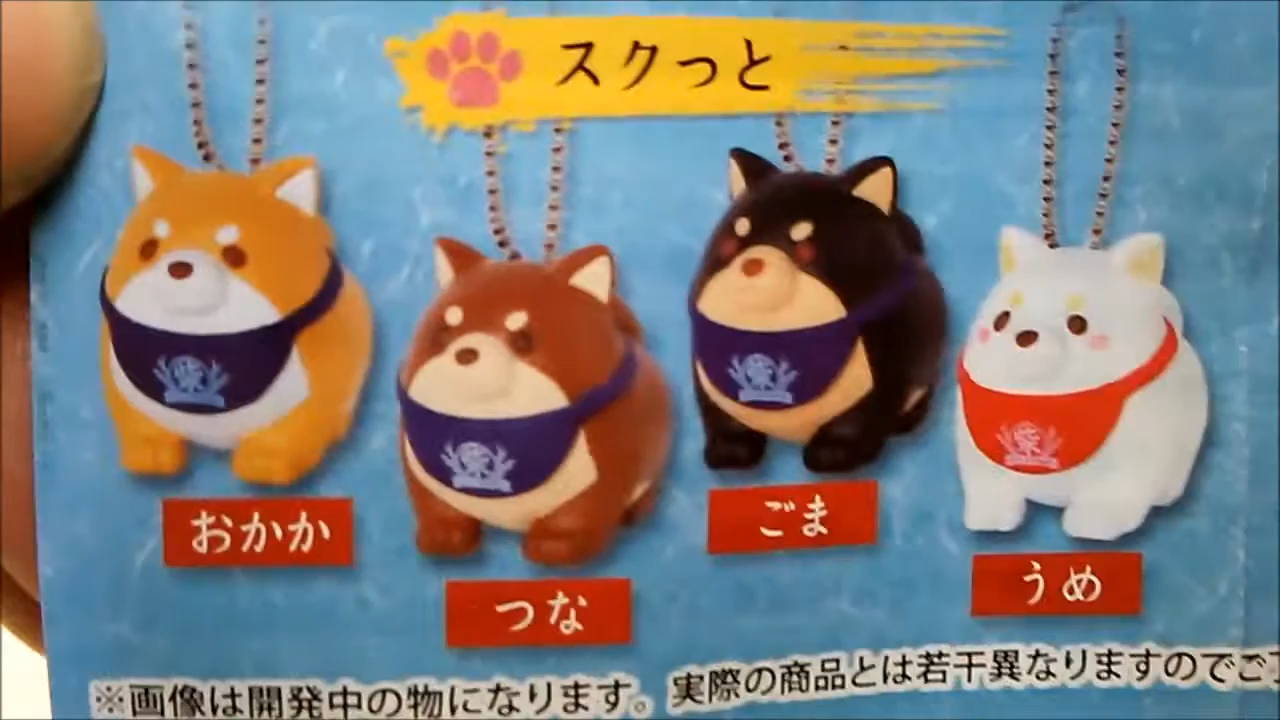 スクっと
おかか
つな
ごま
うめ
※画像は開発中の物になります。実際の商品とは若干異なりますのでご